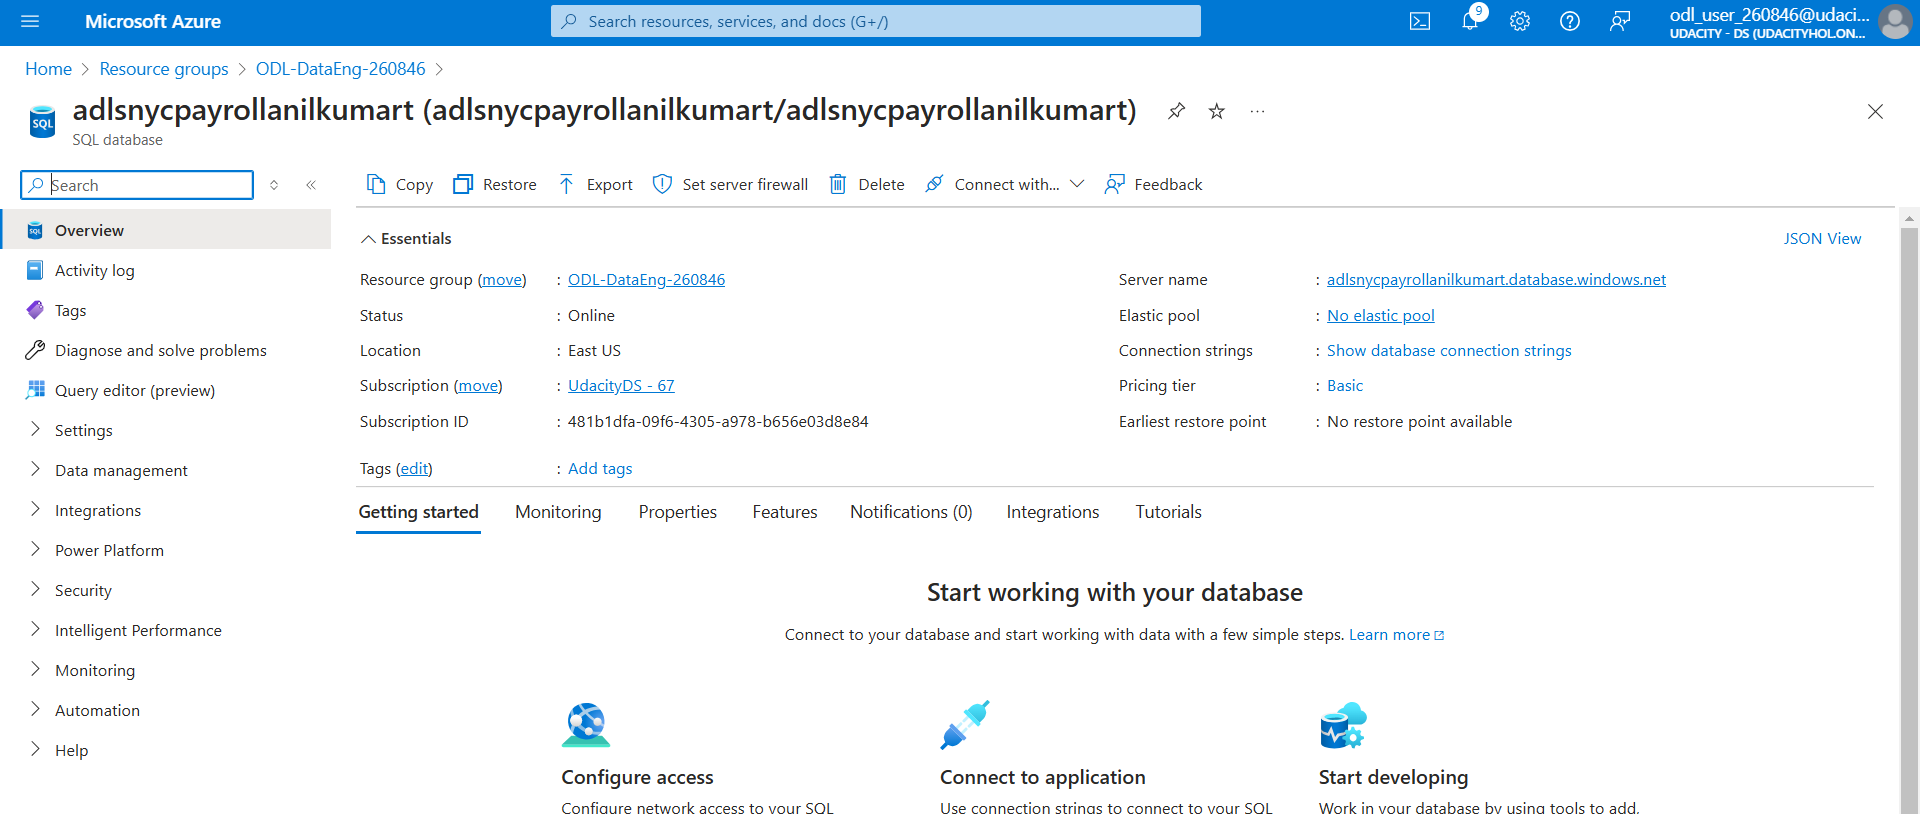 Microsoft Azure
Search resources, services, and docs (G+/)
9
odl_user_260846@udaci...
UDACITY - DS (UDACITYHOL.ON...
Home > Resource groups > ODL-DataEng-260846 >
adlsnycpayrollanilkumart (adlsnycpayrollanilkumart/adlsnycpayrollanilkumart)
SQL database
SQL
Search
Copy Restore Export Set server firewall Delete Connect with... Feedback
Overview
Activity log
Tags
Diagnose and solve problems
Query editor (preview)
Settings
Data management
Integrations
Power Platform
Security
Intelligent Performance
Monitoring
Automation
Help
Essentials
JSON View
Resource group (move) : ODL-DataEng-260846
Status : Online
Location : East US
Subscription (move) : UdacityDS - 67
Subscription ID : 481b1dfa-09f6-4305-a978-b656e03d8e84
Tags (edit) : Add tags
Server name : adlsnycpayrollanilkumart.database.windows.net
Elastic pool : No elastic pool
Connection strings : Show database connection strings
Pricing tier : Basic
Earliest restore point : No restore point available
Getting started Monitoring Properties Features Notifications (0) Integrations Tutorials
Start working with your database
Connect to your database and start working with data with a few simple steps. Learn more
Configure access
Configure network access to your SQL
Connect to application
Use connection strings to connect to your SQL
Start developing
Work in your database by using tools to add,